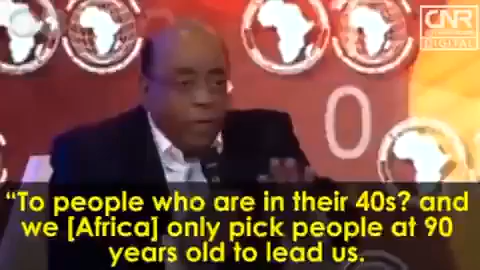 CNR
DIGITAL
0
“To people who are in their 40s? and
we [Africa] only pick people at 90
years old to lead us.